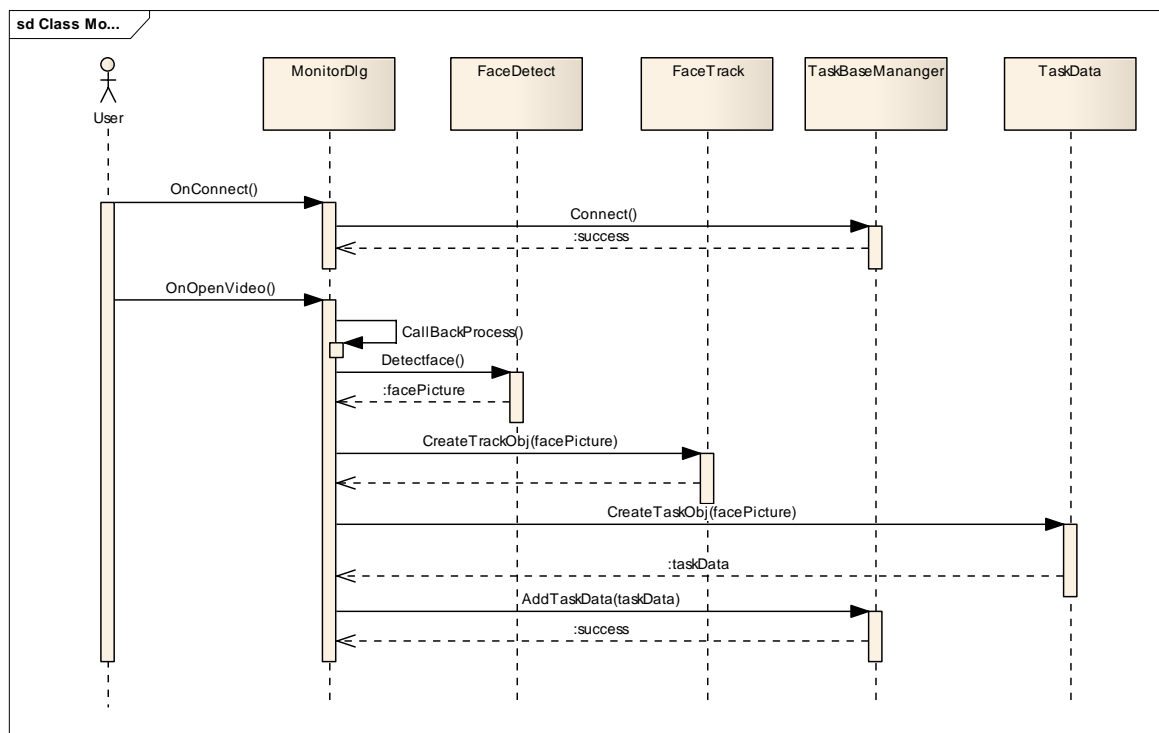 sd Class Mo...
User
MonitorDlg
FaceDetect
FaceTrack
TaskBaseMananger
TaskData
OnConnect()
Connect()
:success
OnOpenVideo()
CallBackProcess()
Detectface()
:facePicture
CreateTrackObj(facePicture)
CreateTaskObj(facePicture)
:taskData
AddTaskData(taskData)
:success